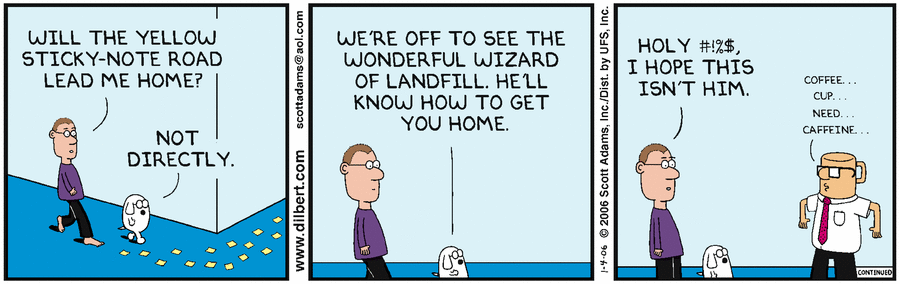 WILL THE YELLOW
STICKY-NOTE ROAD
LEAD ME HOME?
NOT
DIRECTLY.
www.dilbert.com
scottadams@aol.com
WE'RE OFF TO SEE THE
WONDERFUL WIZARD
OF LANDFILL. HE'LL
KNOW HOW TO GET
YOU HOME.
1-4-06 © 2006 Scott Adams, Inc./Dist. by UFS, Inc.
HOLY #!%$,
I HOPE THIS
ISN'T HIM.
COFFEE...
CUP...
NEED...
CAFFEINE...
CONTINUED